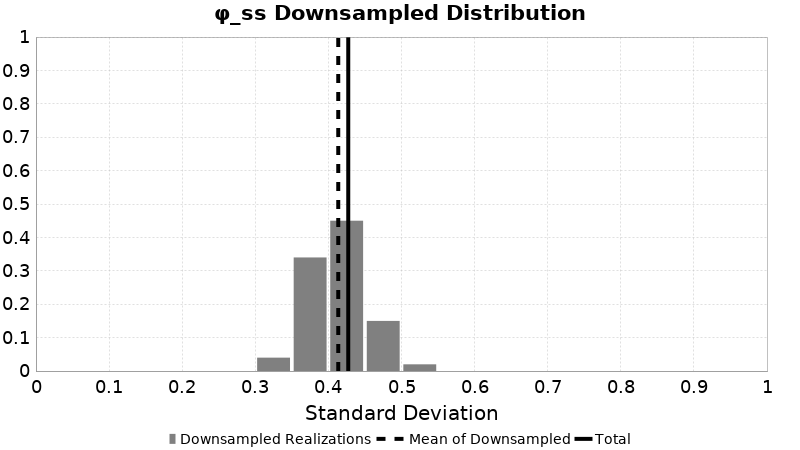 φ_ss Downsampled Distribution
1
0.9
0.8
0.7
0.6
0.5
0.4
0.3
0.2
0.1
0
0 0.1 0.2 0.3 0.4 0.5 0.6 0.7 0.8 0.9 1
Standard Deviation
Downsampled Realizations Mean of Downsampled Total